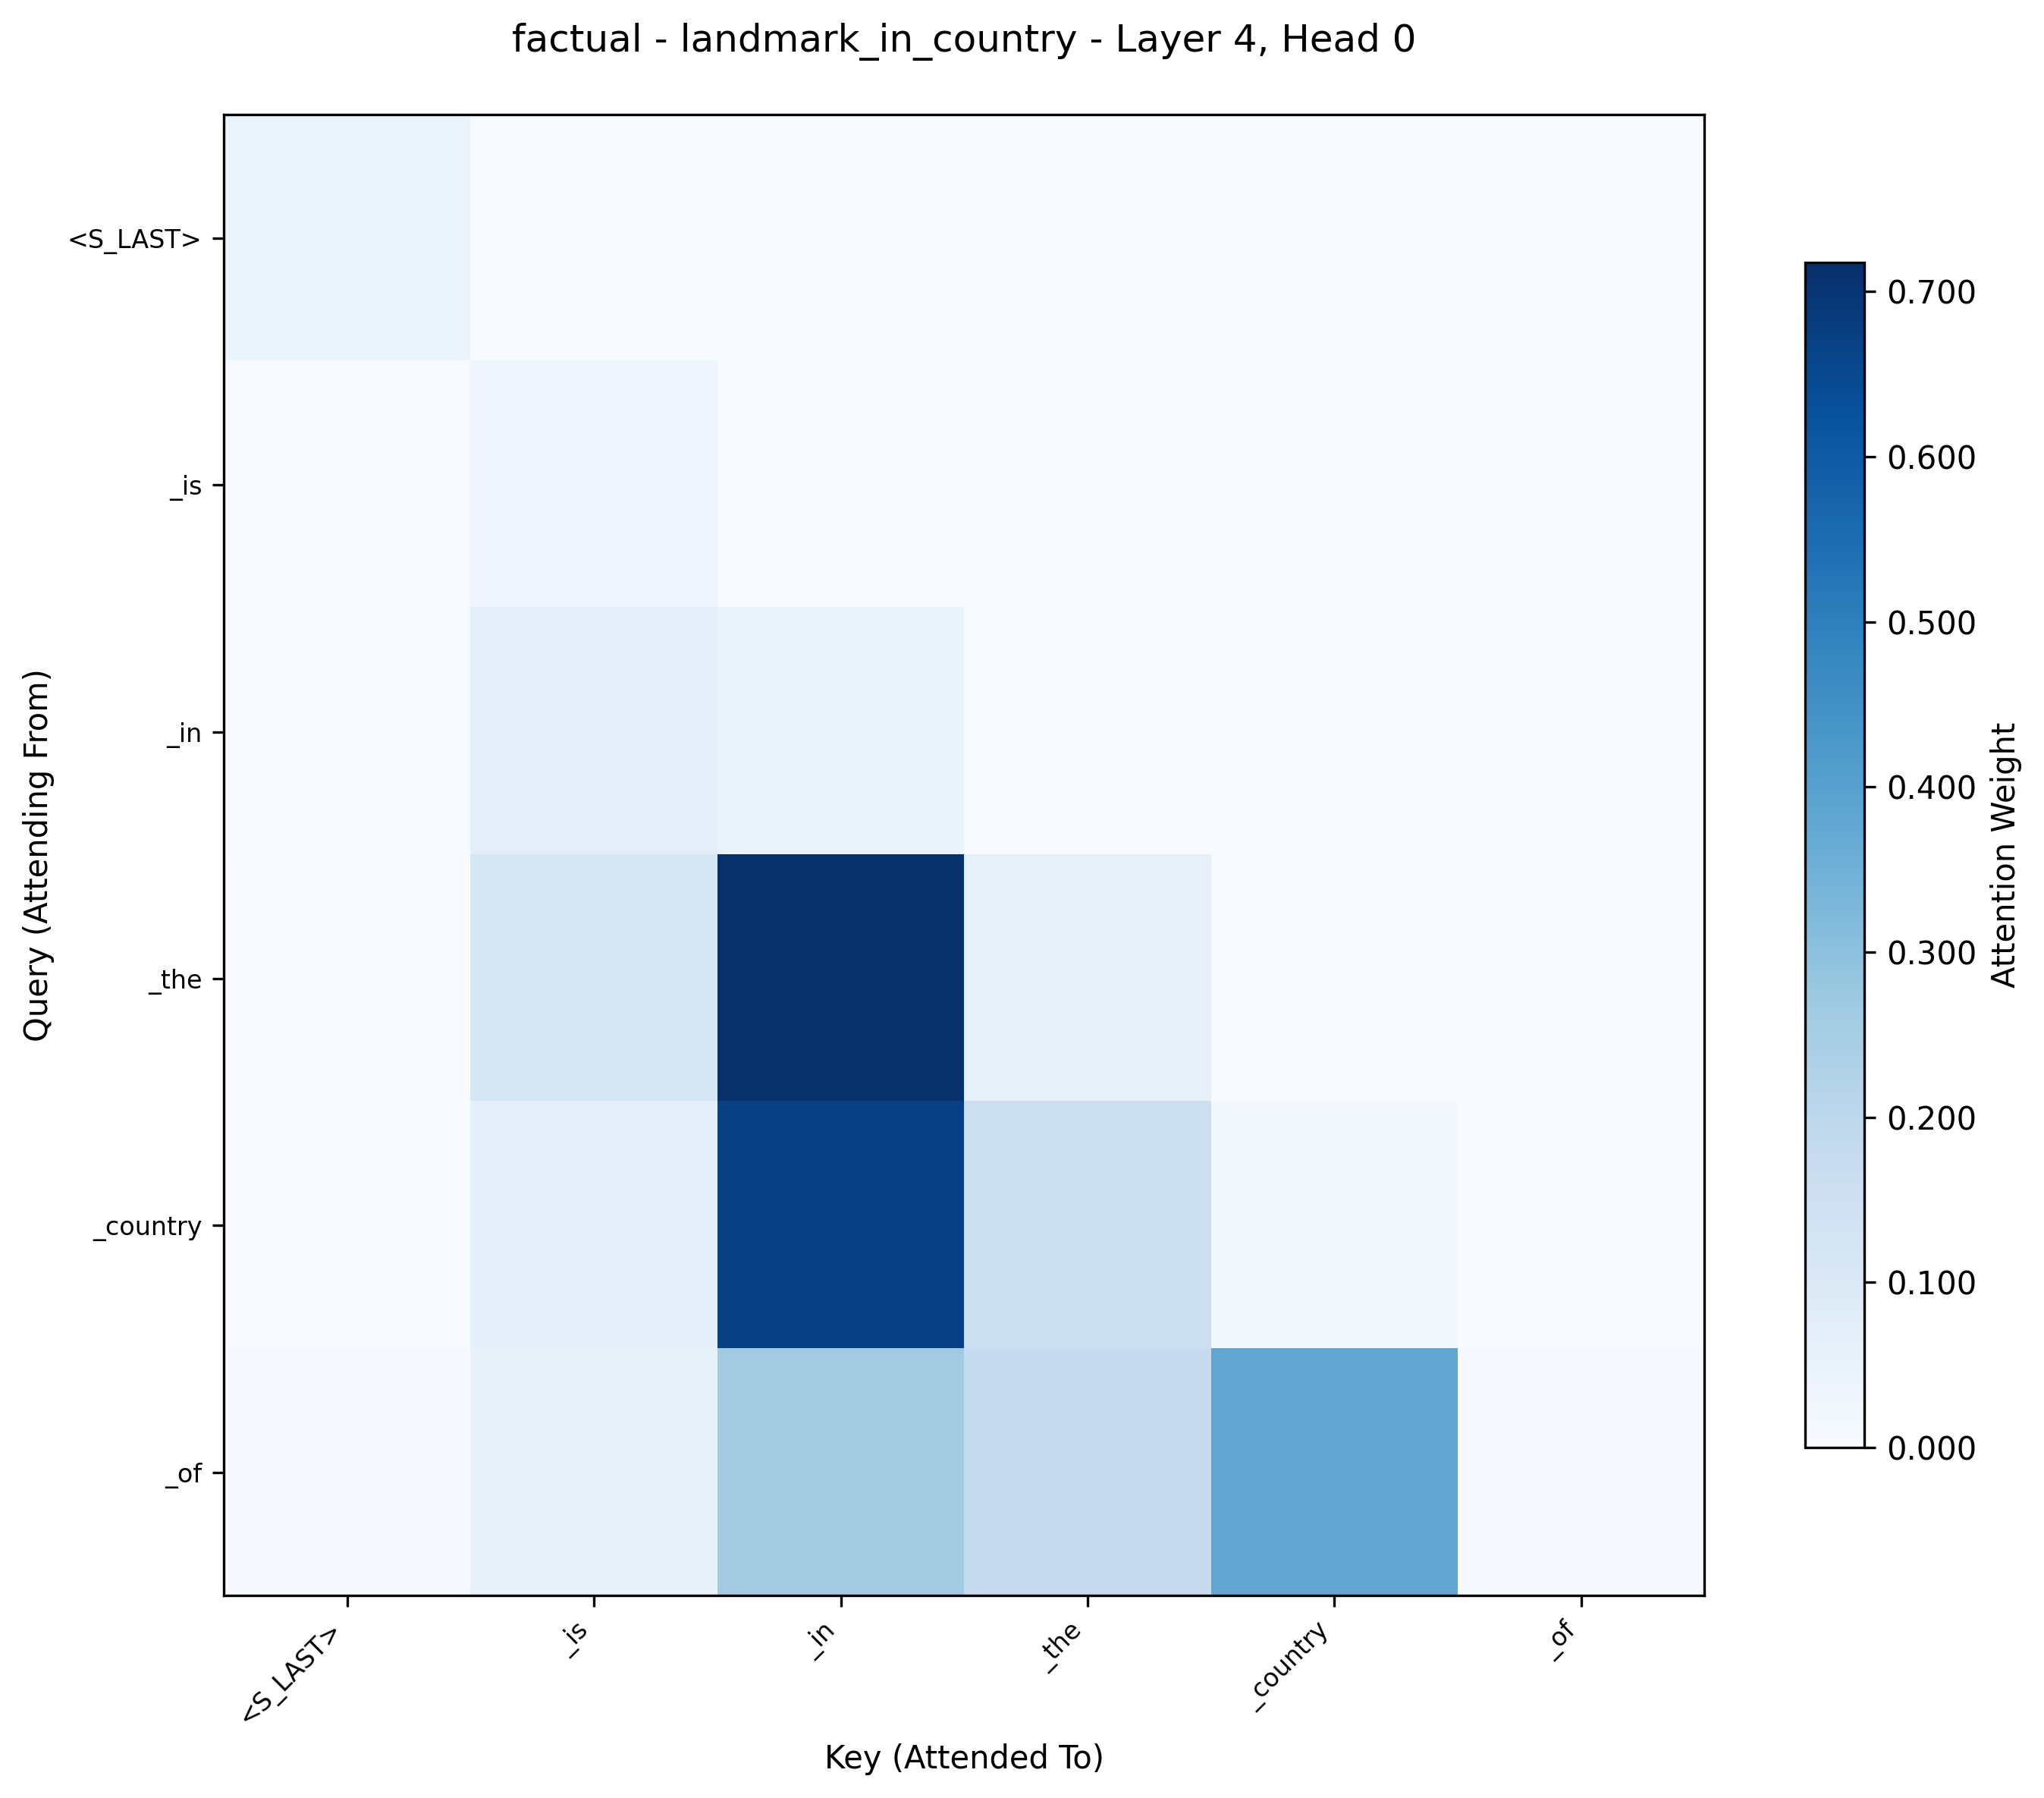 factual - landmark_in_country - Layer 4, Head 0
Query (Attending From)
<S_LAST>
_is
_in
_the
_country
_of
<S_LAST>
_is
_in
_the
_country
_of
Key (Attended To)
0.700
0.600
0.500
0.400
0.300
0.200
0.100
0.000
Attention Weight